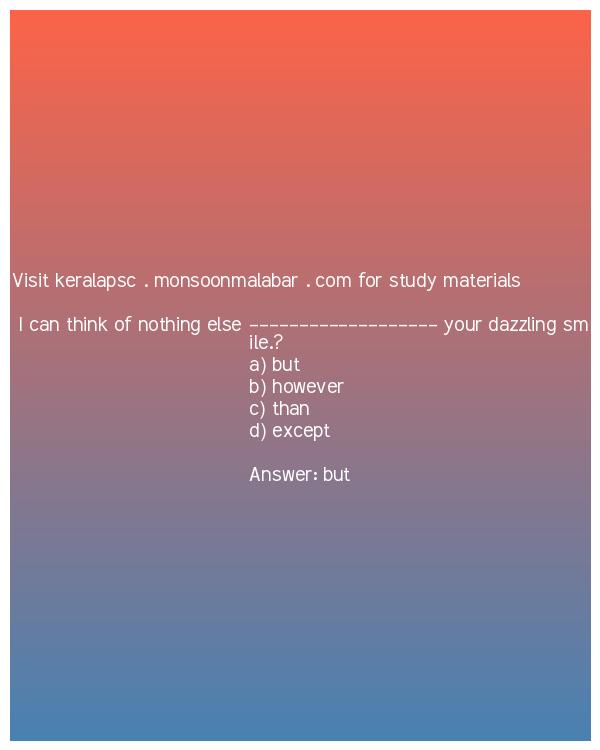 Visit keralapsc . monsoonmalabar . com for study materials
I can think of nothing else ------------------- your dazzling sm
ile.?
a) but
b) however
c) than
d) except
Answer: but